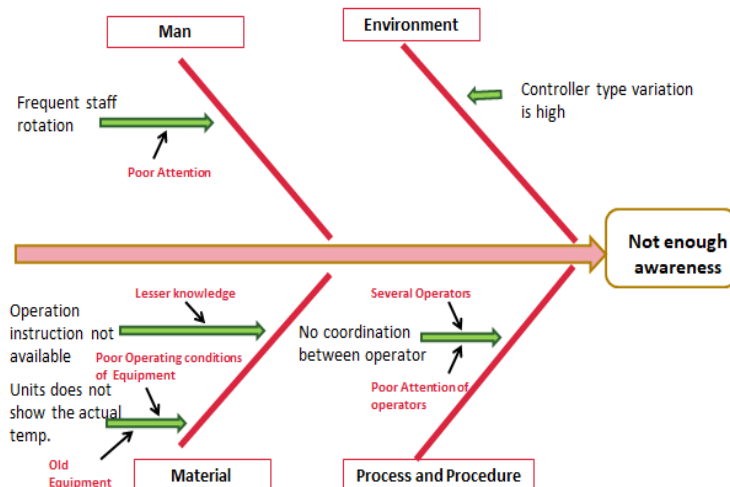 Man
Environment
Frequent staff
rotation
Poor Attention
Controller type variation
is high
Not enough
awareness
Lesser knowledge
Operation
instruction not
available
Poor Operating conditions
of Equipment
Units does not
show the actual
temp.
Old
Equipment
Several Operators
No coordination
between operator
Poor Attention of
operators
Material
Process and Procedure